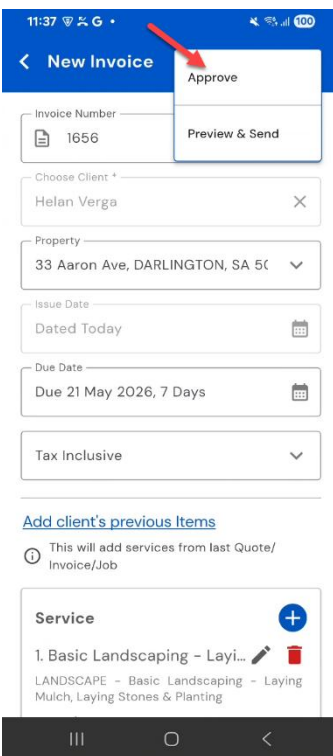 11:37
G
100
New Invoice
Approve
Preview & Send
Invoice Number
1656
Choose Client *
Helan Verga
Property
33 Aaron Ave, DARLINGTON, SA 50
Issue Date
Dated Today
Due Date
Due 21 May 2026, 7 Days
Tax Inclusive
Add client's previous Items
This will add services from last Quote/
Invoice/Job
Service
1. Basic Landscaping - Layi...
LANDSCAPE - Basic Landscaping - Laying
Mulch, Laying Stones & Planting